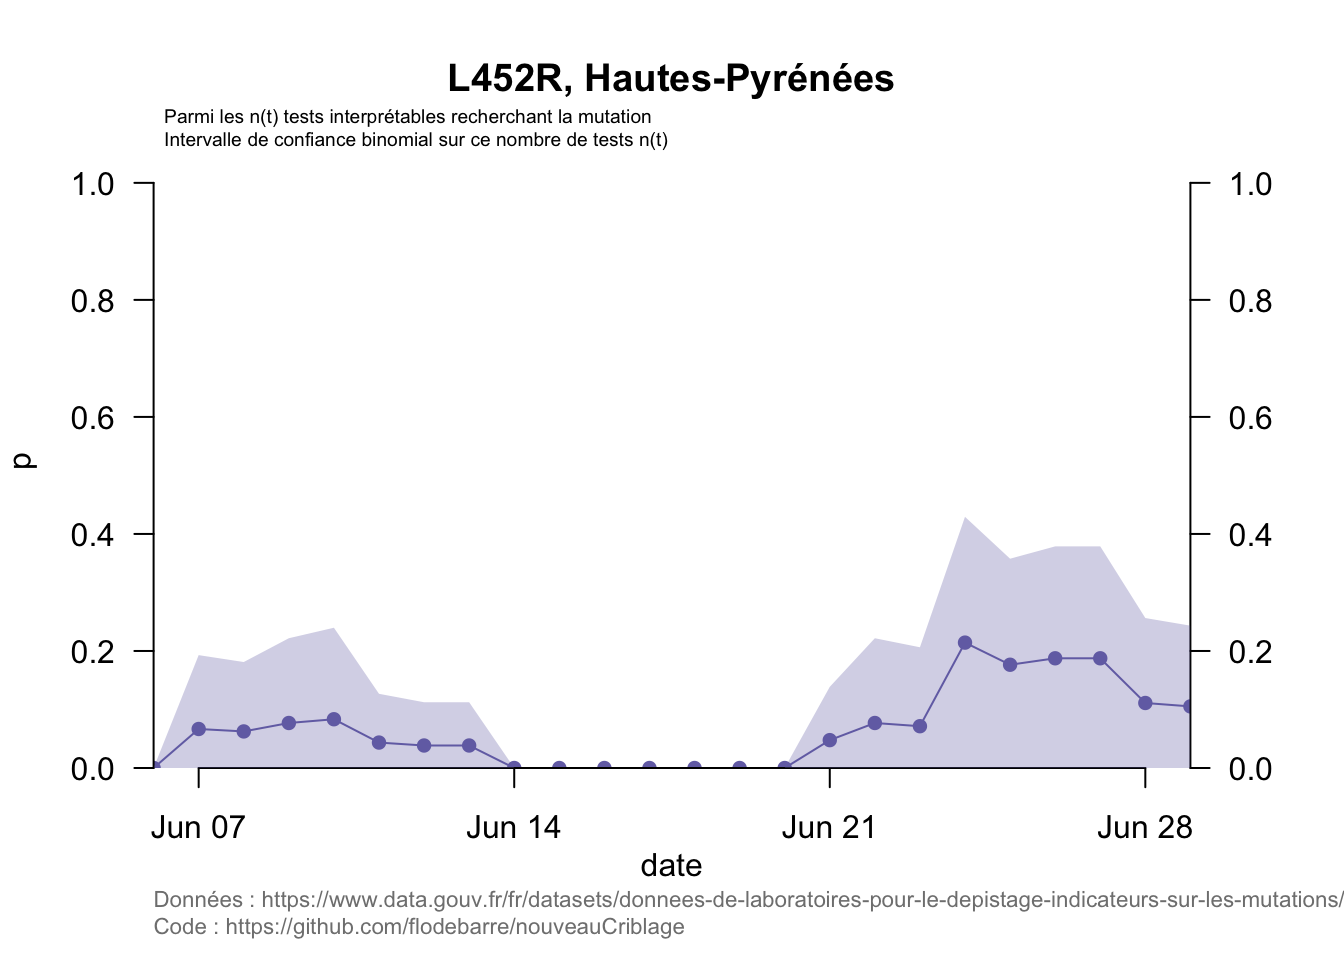 L452R, Hautes-Pyrénées
Parmi les n(t) tests interprétables recherchant la mutation
Intervalle de confiance binomial sur ce nombre de tests n(t)
1.0
0.8
0.6
0.4
0.2
0.0
p
1.0
0.8
0.6
0.4
0.2
0.0
Jun 07 Jun 14 Jun 21 Jun 28
date
Données : https://www.data.gouv.fr/fr/datasets/donnees-de-laboratoires-pour-le-depistage-indicateurs-sur-les-mutations/
Code : https://github.com/flodebarre/nouveauCriblage